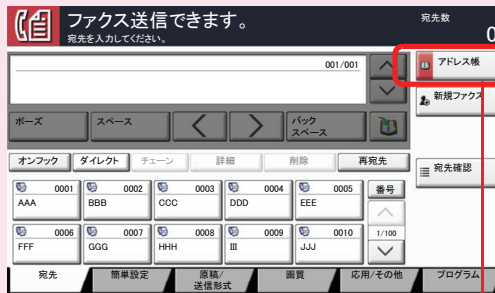 ファクス送信できます。
宛先を入力してください。
宛先数
0
001/001
アドレス帳
新規ファクス
ポーズ
スペース
バック
スペース
オンフック
ダイレクト
チェーン
詳細
削除
再宛先
宛先確認
0001
AAA
0002
BBB
0003
CCC
0004
DDD
0005
EEE
番号
0006
FFF
0007
GGG
0008
HHH
0009
III
0010
JJJ
1/100
宛先
簡単設定
原稿/
送信形式
画質
応用/その他
プログラム